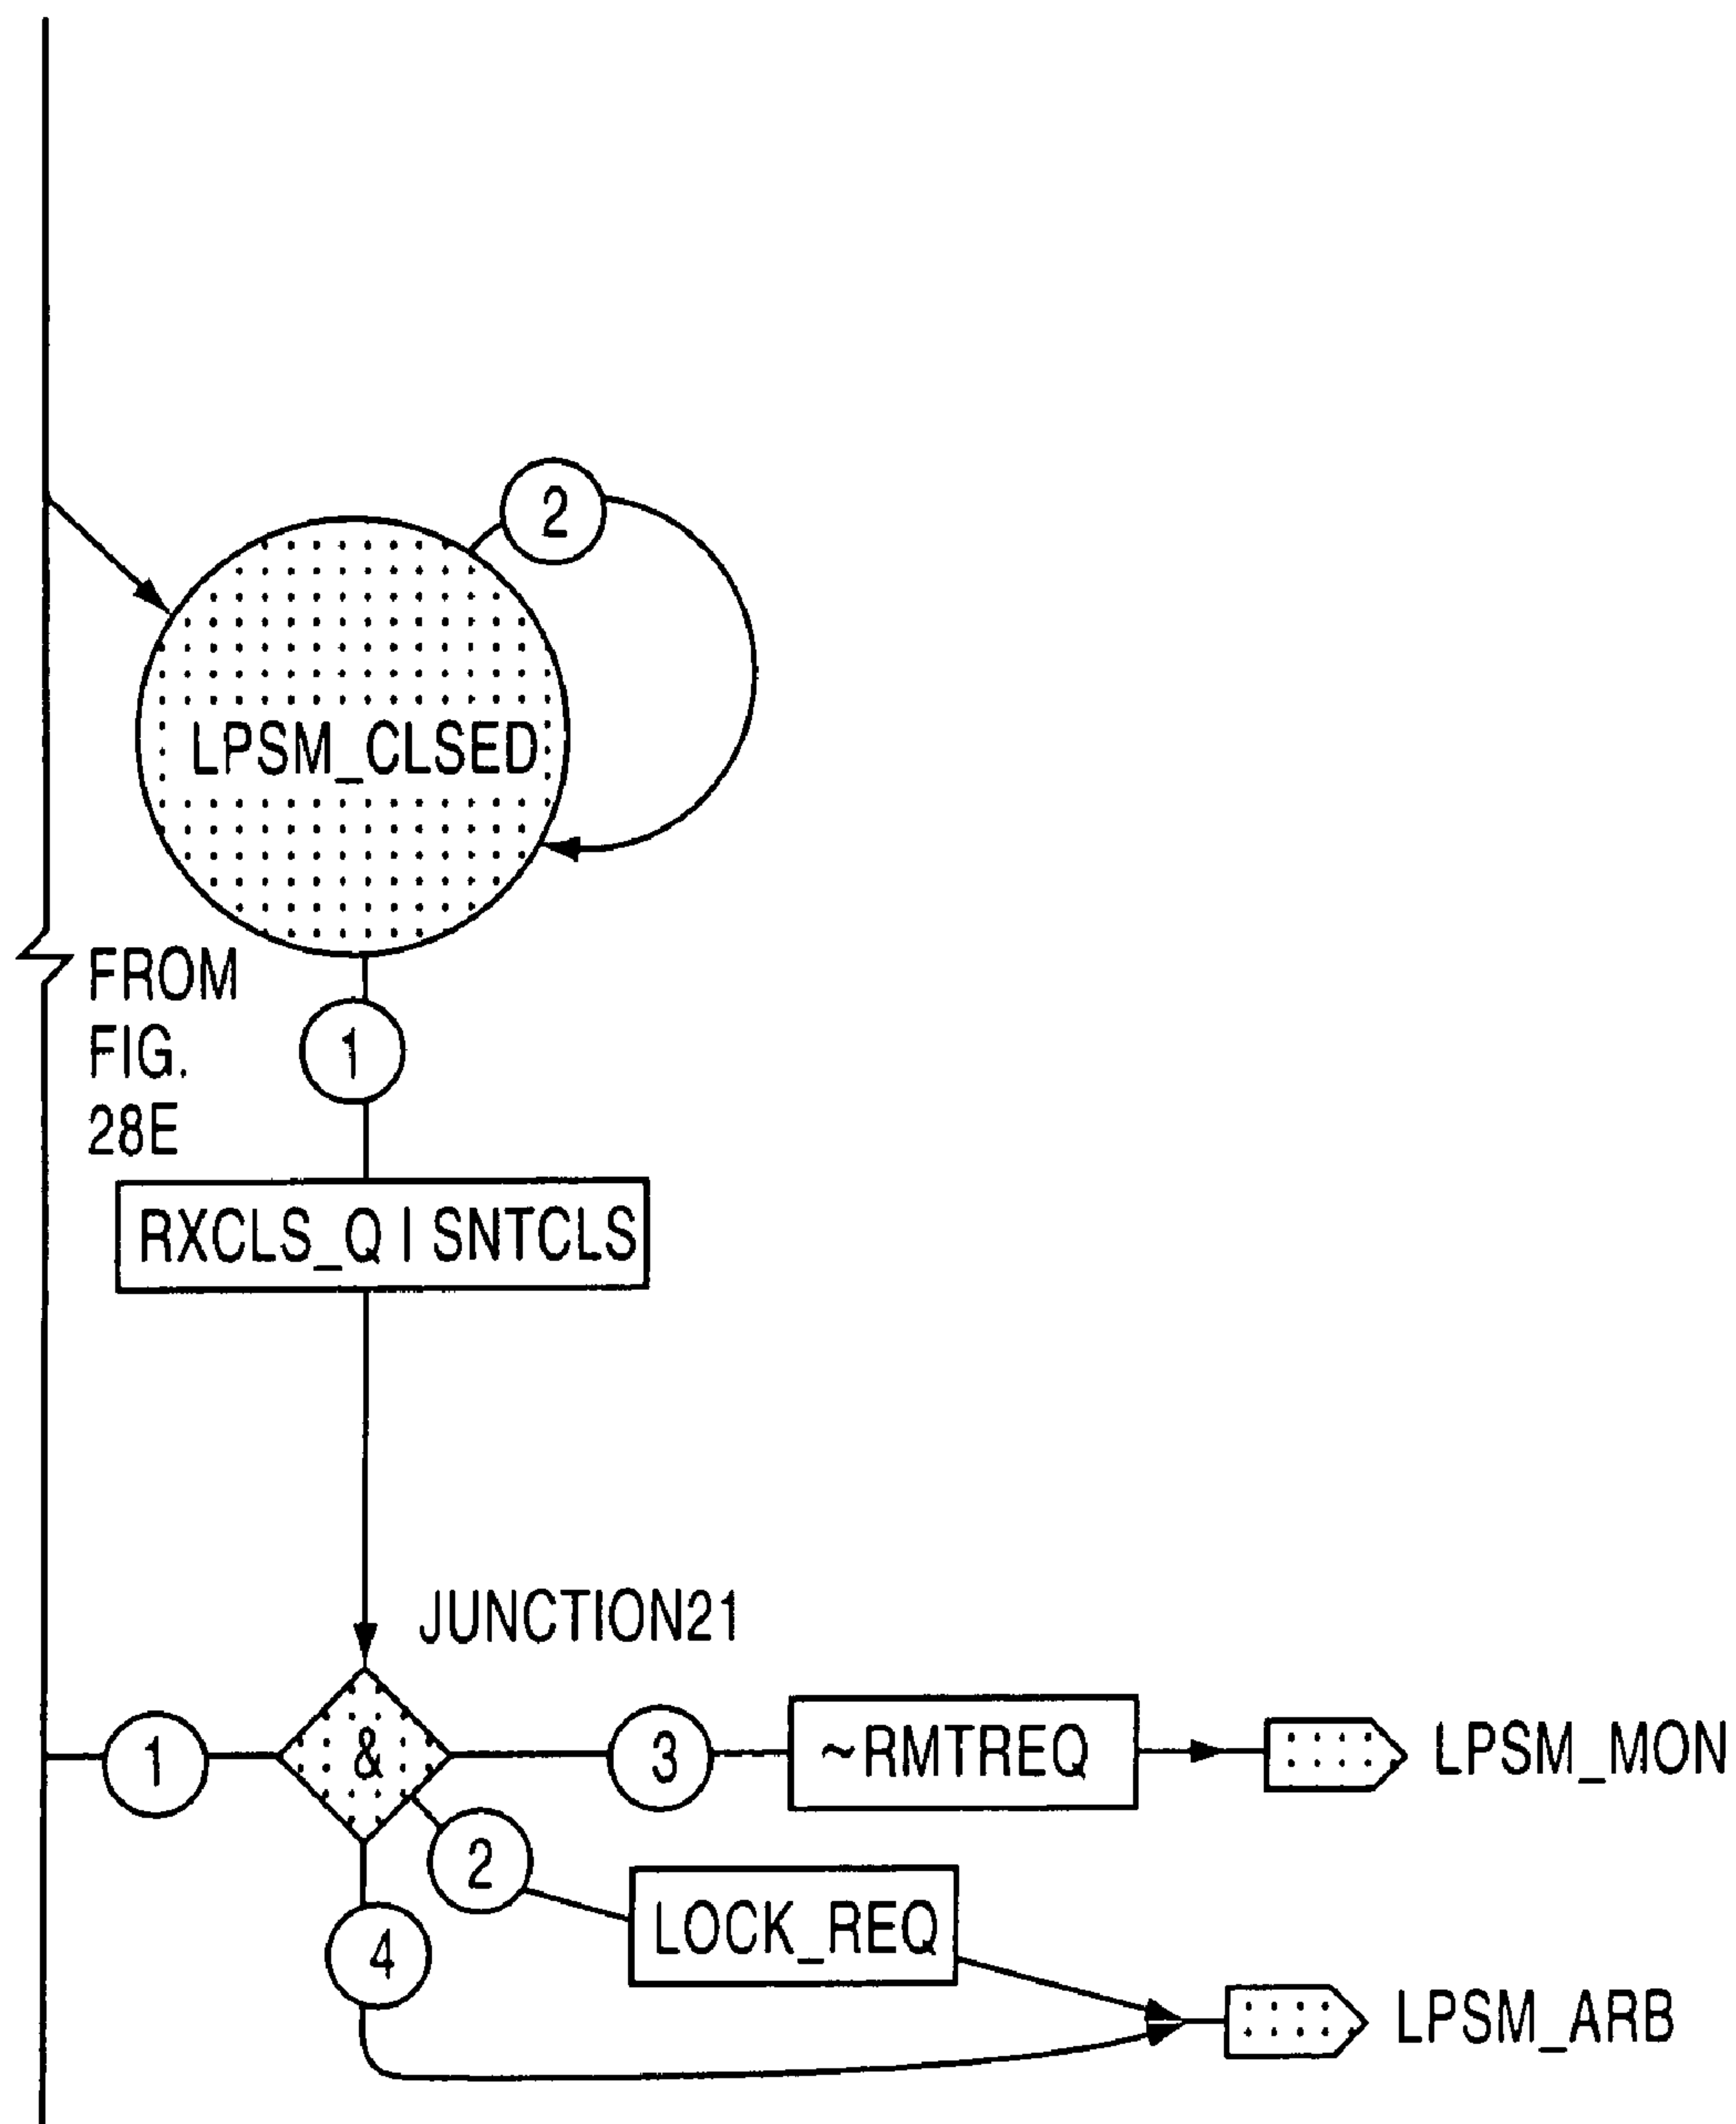 2
LPSM_CLSED
FROM
FIG.
28E
1
RXCLS_Q | SNTCLS
JUNCTION21
1
&
3
~RMTREQ
LPSM_MON
2
LOCK_REQ
4
LPSM_ARB